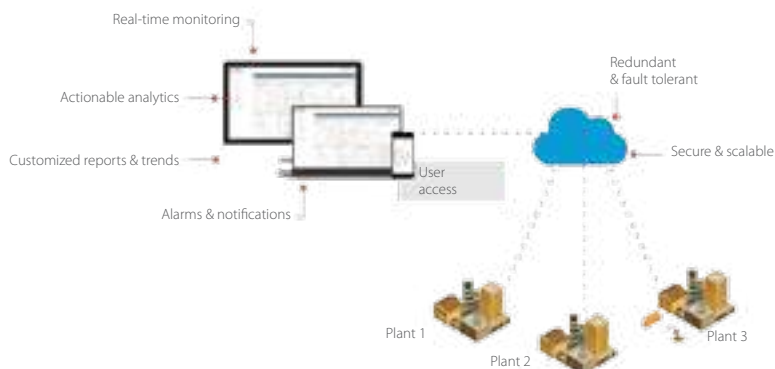 Real-time monitoring
Actionable analytics
Customized reports & trends
Alarms & notifications
User
access
Redundant
& fault tolerant
Secure & scalable
Plant 1
Plant 2
Plant 3